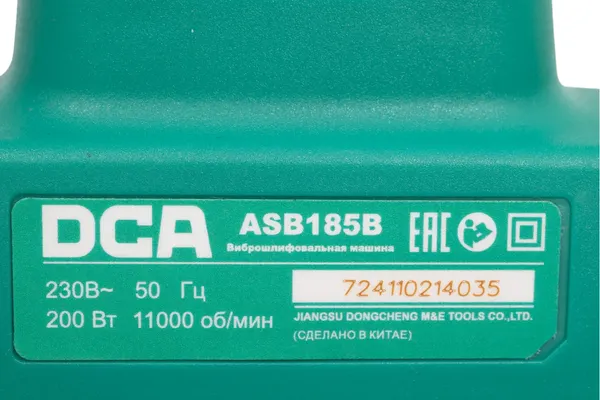 DCA
ASB185B
Виброшлифовальная машина
EAC
230В~ 50 Гц
200 Вт 11000 об/мин
724110214035
JIANGSU DONGCHENG M&E TOOLS CO.,LTD.
(СДЕЛАНО В КИТАЕ)